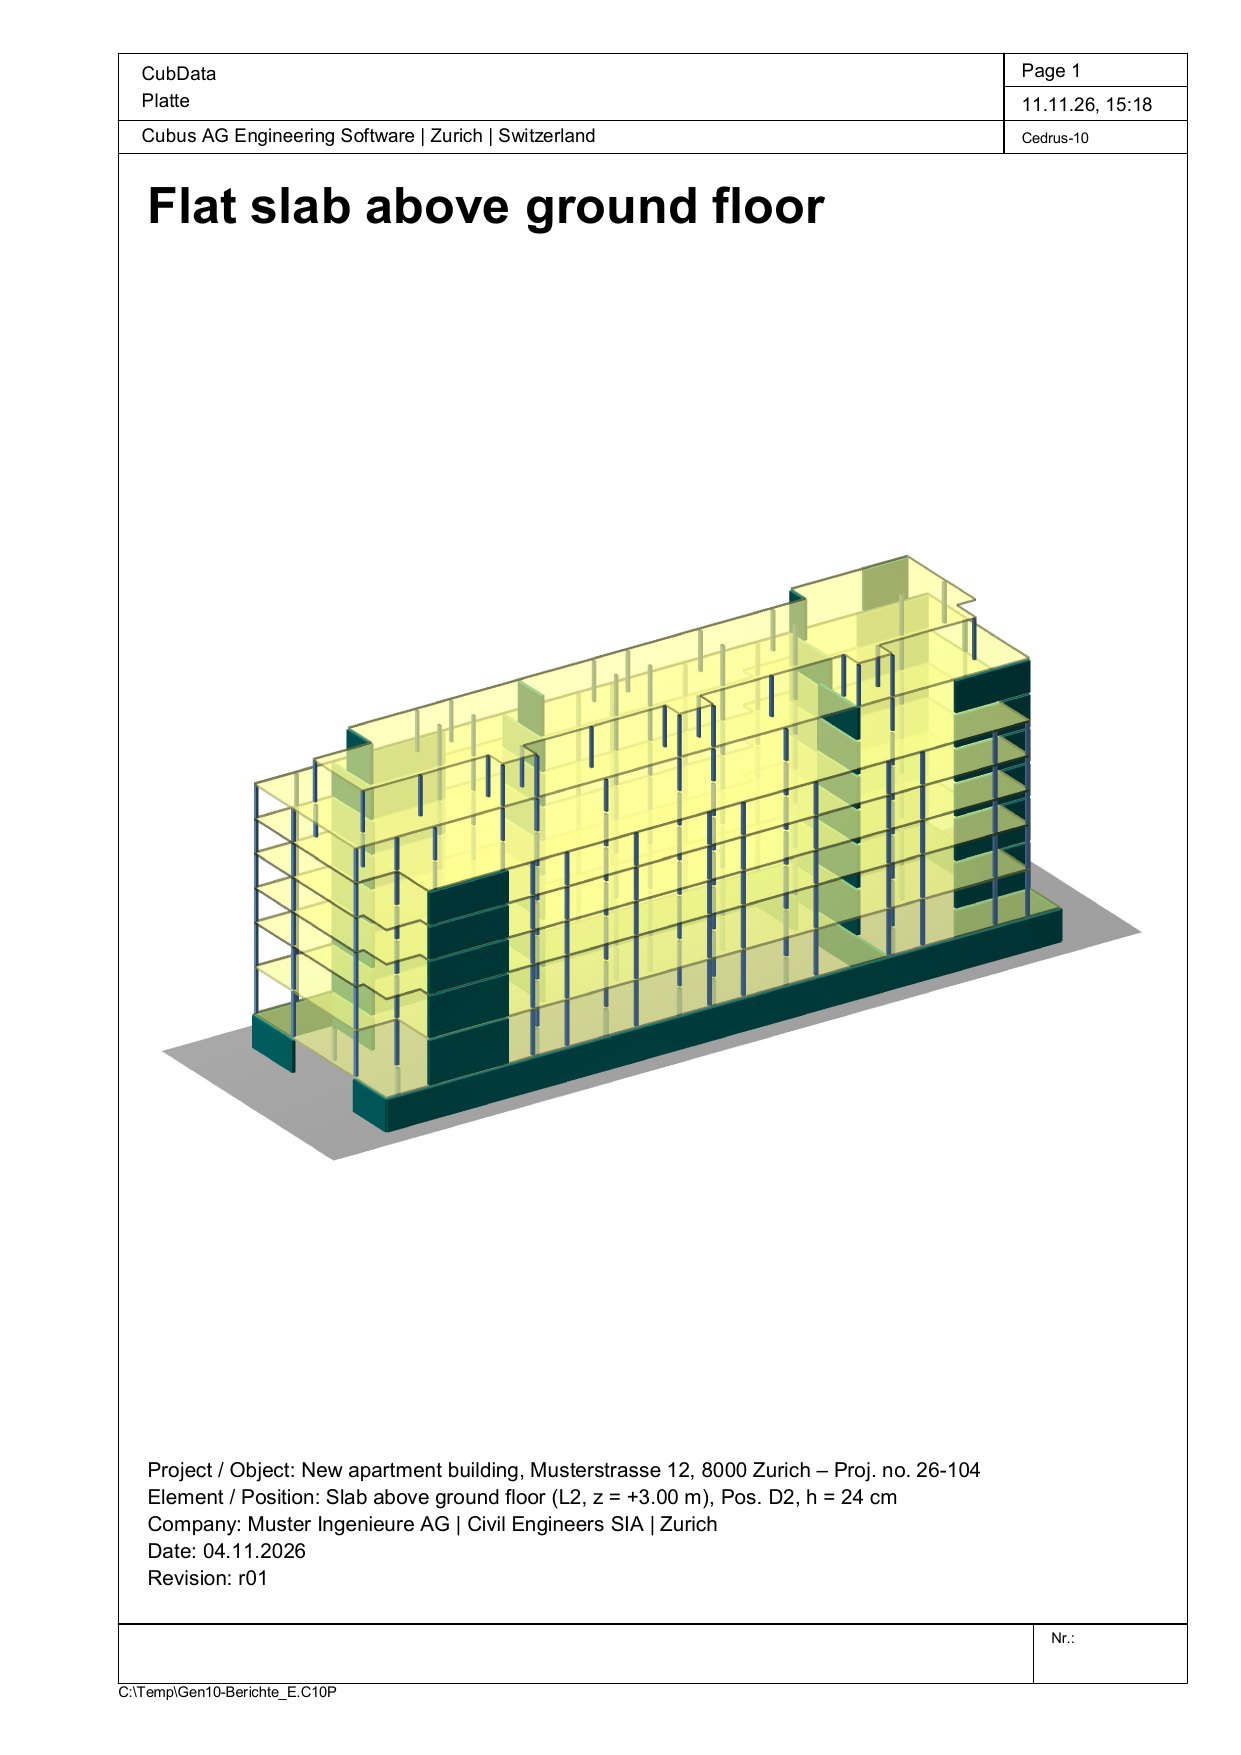 CubData
Platte
Page 1
11.11.26, 15:18
Cubus AG Engineering Software | Zurich | Switzerland
Cedrus-10
Flat slab above ground floor
Project / Object: New apartment building, Musterstrasse 12, 8000 Zurich – Proj. no. 26-104
Element / Position: Slab above ground floor (L2, z = +3.00 m), Pos. D2, h = 24 cm
Company: Muster Ingenieure AG | Civil Engineers SIA | Zurich
Date: 04.11.2026
Revision: r01
Nr.:
C:\Temp\Gen10-Berichte_E.C10P